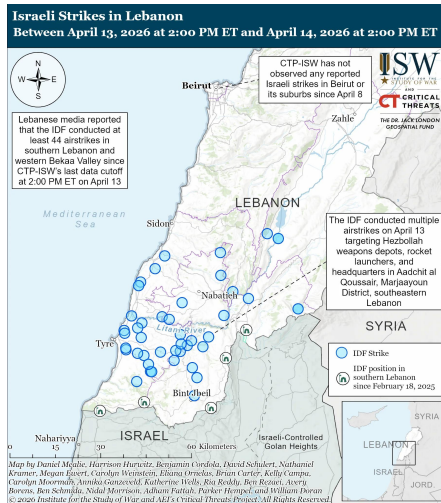 Israeli Strikes in Lebanon
Between April 13, 2026 at 2:00 PM ET and April 14, 2026 at 2:00 PM ET
N
W E
S
CTP-ISW has not
observed any reported
Israeli strikes in Beirut or
its suburbs since April 8
ISW
INSTITUTE FOR THE
STUDY OF WAR
AND
CT CRITICAL
THREATS
THE DR. JACK LONDON
GEOSPATIAL FUND
Beirut
Zahle
Lebanese media reported
that the IDF conducted at
least 44 airstrikes in
southern Lebanon and
western Bekaa Valley since
CTP-ISW's last data cutoff
at 2:00 PM ET on April 13
Mediterranean
Sea
LEBANON
Sidon
The IDF conducted multiple
airstrikes on April 13
targeting Hezbollah
weapons depots, rocket
launchers, and
headquarters in Aadchit al
Qoussair, Marjaayoun
District, southeastern
Lebanon
Nabatieh
Litani River
Tyre
SYRIA
IDF Strike
IDF position in
southern Lebanon
since February 18, 2025
Bint Jbeil
ISRAEL
Nahariyya
Israeli-Controlled
Golan Heights
0 15 30 60 Kilometers
SYRIA
LEBANON
ISRAEL
JORD.
Map by Daniel Mealie, Harrison Hurwitz, Benjamin Cordola, David Schulert, Nathaniel
Kramer, Megan Ewert, Carolyn Weinstein, Eliana Ornelas, Brian Carter, Kelly Campa,
Carolyn Moorman, Annika Ganzeveld, Katherine Wells, Ria Reddy, Ben Rezaei, Avery
Borens, Ben Schmida, Nidal Morrison, Adham Fattah, Parker Hempel, and William Doran
© 2026 Institute for the Study of War and AEI's Critical Threats Project. All Rights Reserved